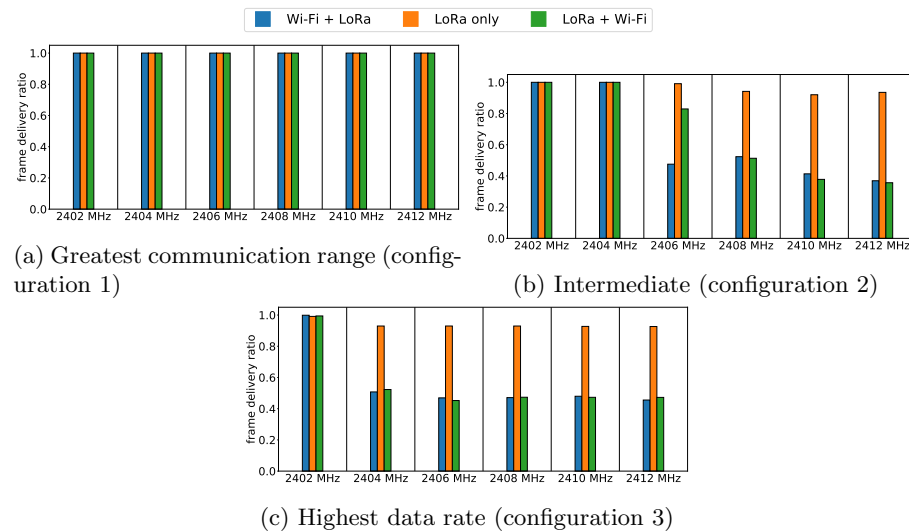 Wi-Fi + LoRa LoRa only LoRa + Wi-Fi
frame delivery ratio
1.0
0.8
0.6
0.4
0.2
0.0
2402 MHz 2404 MHz 2406 MHz 2408 MHz 2410 MHz 2412 MHz
(a) Greatest communication range (config-
uration 1)
frame delivery ratio
1.0
0.8
0.6
0.4
0.2
0.0
2402 MHz 2404 MHz 2406 MHz 2408 MHz 2410 MHz 2412 MHz
(b) Intermediate (configuration 2)
frame delivery ratio
1.0
0.8
0.6
0.4
0.2
0.0
2402 MHz 2404 MHz 2406 MHz 2408 MHz 2410 MHz 2412 MHz
(c) Highest data rate (configuration 3)